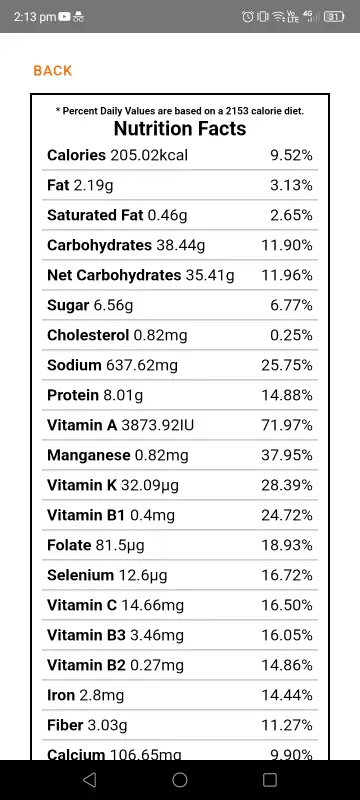 2:13 pm
Vo LTE 4G 31
BACK
* Percent Daily Values are based on a 2153 calorie diet.
Nutrition Facts
Calories 205.02kcal 9.52%
Fat 2.19g 3.13%
Saturated Fat 0.46g 2.65%
Carbohydrates 38.44g 11.90%
Net Carbohydrates 35.41g 11.96%
Sugar 6.56g 6.77%
Cholesterol 0.82mg 0.25%
Sodium 637.62mg 25.75%
Protein 8.01g 14.88%
Vitamin A 3873.92IU 71.97%
Manganese 0.82mg 37.95%
Vitamin K 32.09µg 28.39%
Vitamin B1 0.4mg 24.72%
Folate 81.5µg 18.93%
Selenium 12.6µg 16.72%
Vitamin C 14.66mg 16.50%
Vitamin B3 3.46mg 16.05%
Vitamin B2 0.27mg 14.86%
Iron 2.8mg 14.44%
Fiber 3.03g 11.27%
Calcium 106.65mg 9.90%